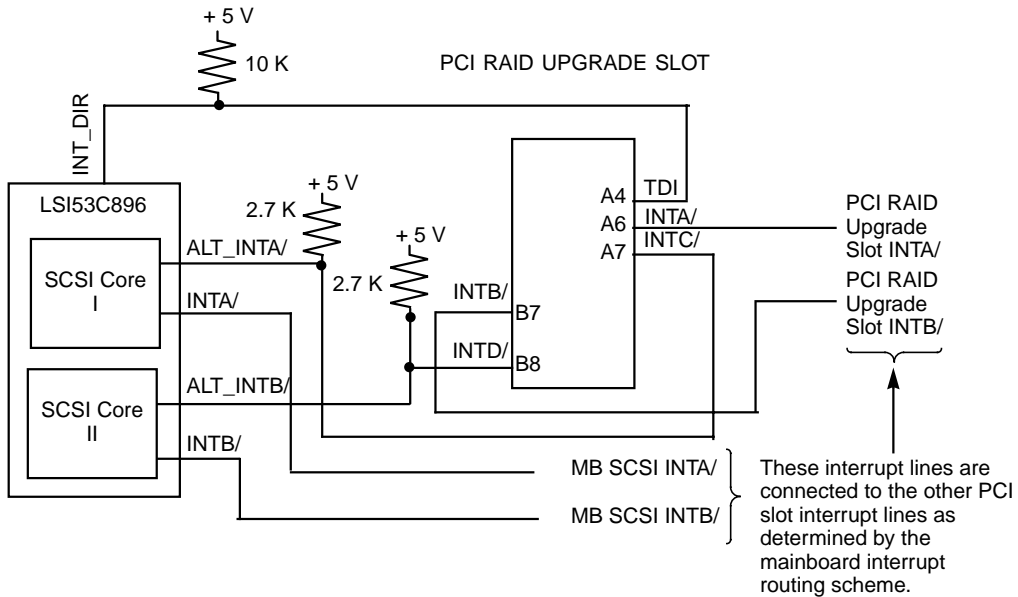 + 5 V
10 K
PCI RAID UPGRADE SLOT
INT_DIR
LSI53C896
+ 5 V
2.7 K
+ 5 V
2.7 K
ALT_INTA/
SCSI Core
I
INTA/
ALT_INTB/
SCSI Core
II
INTB/
A4
TDI
A6
INTA/
A7
INTC/
INTB/
B7
INTD/
B8
PCI RAID
Upgrade
Slot INTA/
PCI RAID
Upgrade
Slot INTB/
MB SCSI INTA/
MB SCSI INTB/
These interrupt lines are
connected to the other PCI
slot interrupt lines as
determined by the
mainboard interrupt
routing scheme.